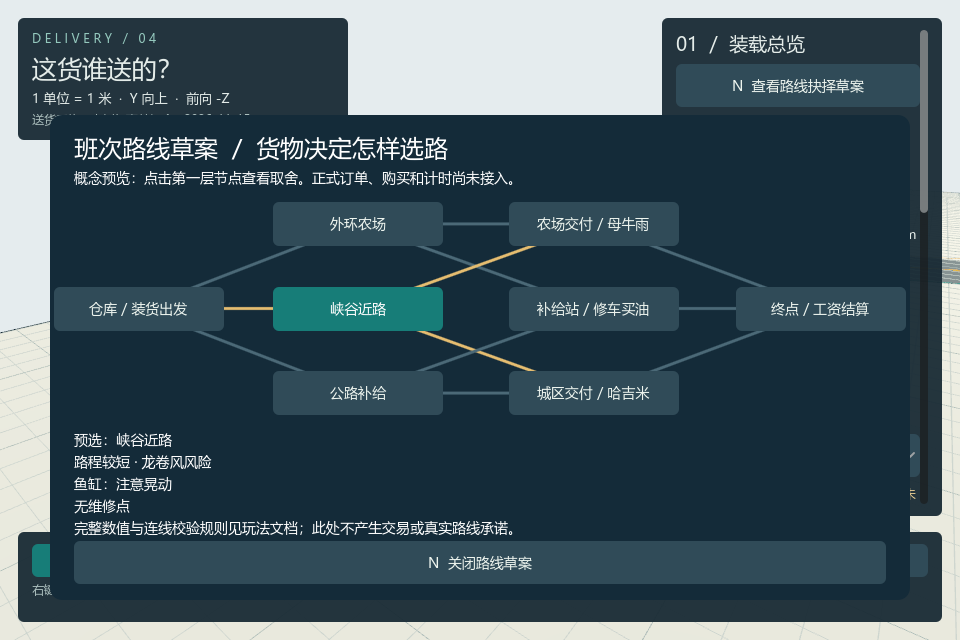 DELIVERY / 04
这货谁送的？
1 单位 = 1 米 · Y 向上 · 前向 -Z
01 / 装载总览
N 查看路线抉择草案
班次路线草案 / 货物决定怎样选路
概念预览：点击第一层节点查看取舍。正式订单、购买和计时尚未接入。
外环农场
农场交付 / 母牛雨
仓库 / 装货出发
峡谷近路
补给站 / 修车买油
终点 / 工资结算
公路补给
城区交付 / 哈吉米
预选：峡谷近路
路程较短 · 龙卷风风险
鱼缸：注意晃动
无维修点
完整数值与连线校验规则见玩法文档；此处不产生交易或真实路线承诺。
N 关闭路线草案